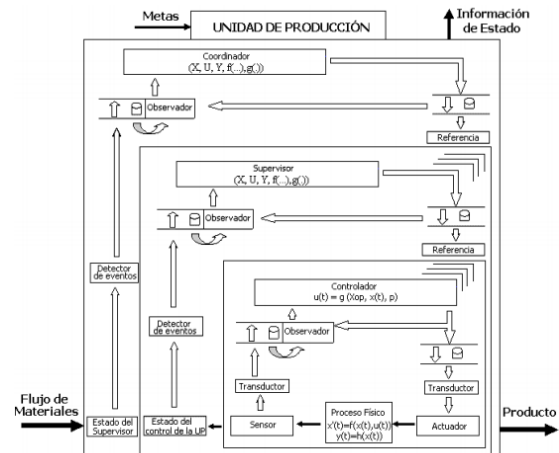 Metas
UNIDAD DE PRODUCCIÓN
Información
de Estado
Coordinador
(X, U, Y, f(...),g())
Observador
Referencia
Supervisor
(X, U, Y, f(...),g())
Observador
Referencia
Detector
de eventos
Controlador
u(t) = g (Xop, x(t), p)
Detector
de eventos
Observador
Transductor
Transductor
Flujo de
Materiales
Estado del
Supervisor
Estado del
control de la UP
Sensor
Proceso Físico
x'(t)=f(x(t),u(t))
y(t)=h(x(t))
Actuador
Producto